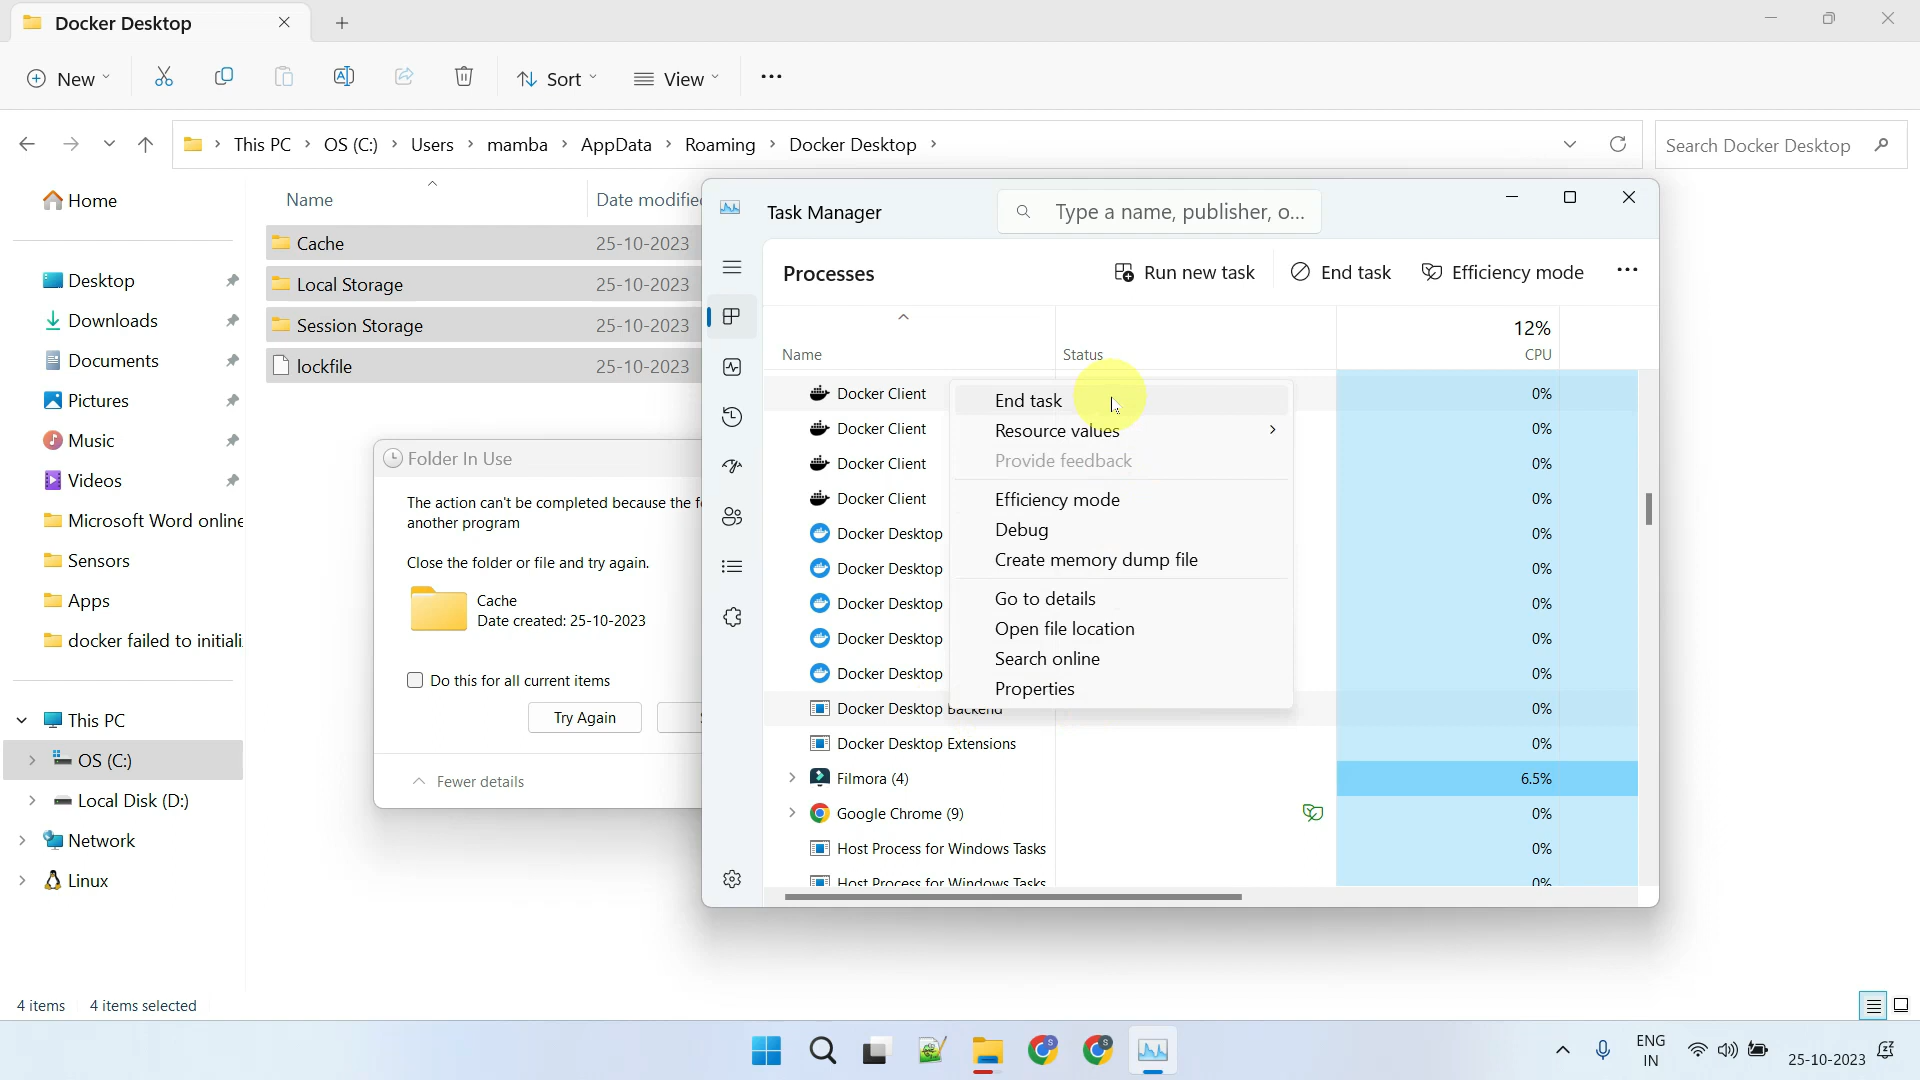 Docker Desktop
New
Sort
View
This PC > OS (C:) > Users > mamba > AppData > Roaming > Docker Desktop >
Search Docker Desktop
Home
Desktop
Downloads
Documents
Pictures
Music
Videos
Microsoft Word online
Sensors
Apps
docker failed to initiali
This PC
OS (C:)
Local Disk (D:)
Network
Linux
Name
Date modifie
Cache 25-10-2023
Local Storage 25-10-2023
Session Storage 25-10-2023
lockfile 25-10-2023
Folder In Use
The action can't be completed because the f
another program
Close the folder or file and try again.
Cache
Date created: 25-10-2023
Do this for all current items
Try Again
Fewer details
Task Manager
Type a name, publisher, o...
Processes
Run new task
End task
Efficiency mode
12%
Name
Status
CPU
Docker Client 0%
Docker Client 0%
Docker Client 0%
Docker Client 0%
Docker Desktop 0%
Docker Desktop 0%
Docker Desktop 0%
Docker Desktop 0%
Docker Desktop 0%
Docker Desktop Backend 0%
Docker Desktop Extensions 0%
Filmora (4) 6.5%
Google Chrome (9) 0%
Host Process for Windows Tasks 0%
Host Process for Windows Tasks 0%
End task
Resource values
Provide feedback
Efficiency mode
Debug
Create memory dump file
Go to details
Open file location
Search online
Properties
4 items
4 items selected
ENG
IN
25-10-2023